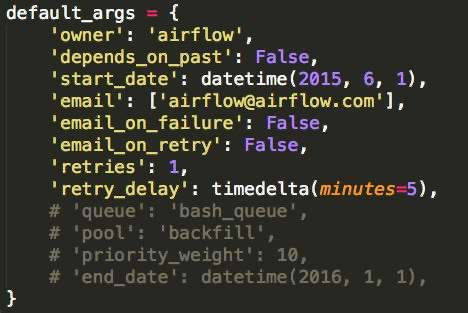 default_args = {
    'owner': 'airflow',
    'depends_on_past': False,
    'start_date': datetime(2015, 6, 1),
    'email': ['airflow@airflow.com'],
    'email_on_failure': False,
    'email_on_retry': False,
    'retries': 1,
    'retry_delay': timedelta(minutes=5),
    # 'queue': 'bash_queue',
    # 'pool': 'backfill',
    # 'priority_weight': 10,
    # 'end_date': datetime(2016, 1, 1),
}